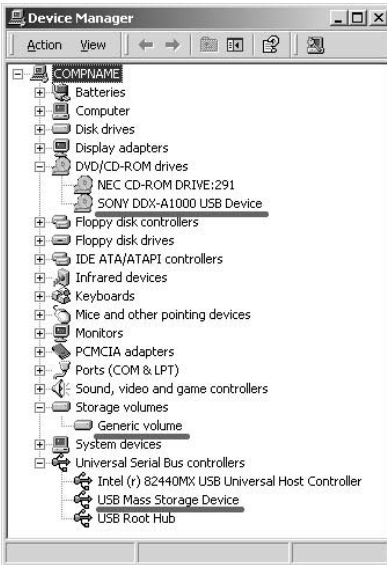 Device Manager
Action View
COMPNAME
Batteries
Computer
Disk drives
Display adapters
DVD/CD-ROM drives
NEC CD-ROM DRIVE:291
SONY DDX-A1000 USB Device
Floppy disk controllers
Floppy disk drives
IDE ATA/ATAPI controllers
Infrared devices
Keyboards
Mice and other pointing devices
Monitors
PCMCIA adapters
Ports (COM & LPT)
Sound, video and game controllers
Storage volumes
Generic volume
System devices
Universal Serial Bus controllers
Intel (r) 82440MX USB Universal Host Controller
USB Mass Storage Device
USB Root Hub